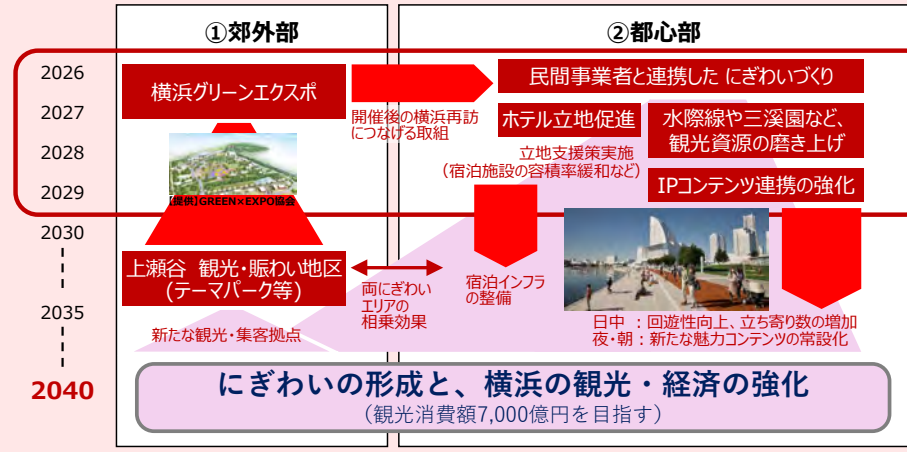 ①郊外部
②都心部
2026
2027
2028
2029
2030
2035
2040
横浜グリーンエクスポ
【提供】GREEN×EXPO協会
上瀬谷 観光・賑わい地区
(テーマパーク等)
新たな観光・集客拠点
開催後の横浜再訪
につなげる取組
両にぎわい
エリアの
相乗効果
民間事業者と連携した にぎわいづくり
ホテル立地促進
立地支援策実施
(宿泊施設の容積率緩和など)
宿泊インフラ
の整備
水際線や三溪園など、
観光資源の磨き上げ
IPコンテンツ連携の強化
日中 : 回遊性向上、立ち寄り数の増加
夜・朝 : 新たな魅力コンテンツの常設化
にぎわいの形成と、横浜の観光・経済の強化
(観光消費額7,000億円を目指す)